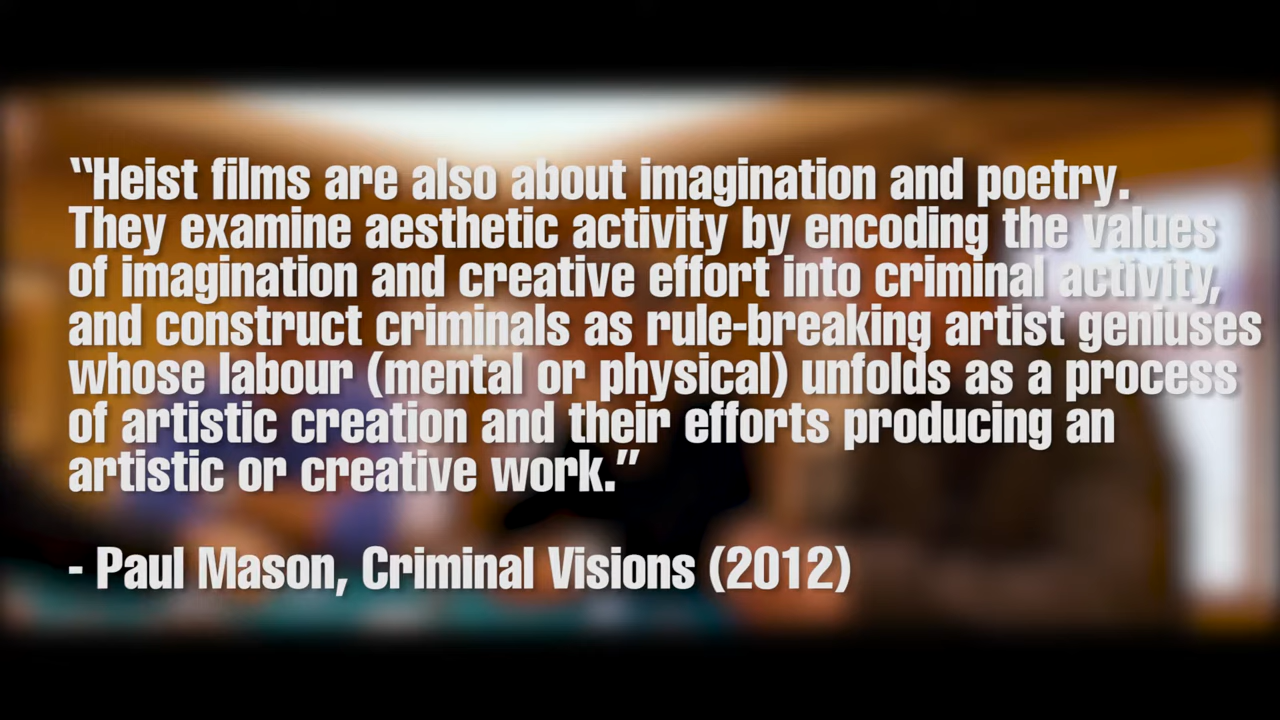 “Heist films are also about imagination and poetry.
They examine aesthetic activity by encoding the values
of imagination and creative effort into criminal activity,
and construct criminals as rule-breaking artist geniuses
whose labour (mental or physical) unfolds as a process
of artistic creation and their efforts producing an
artistic or creative work.”
- Paul Mason, Criminal Visions (2012)